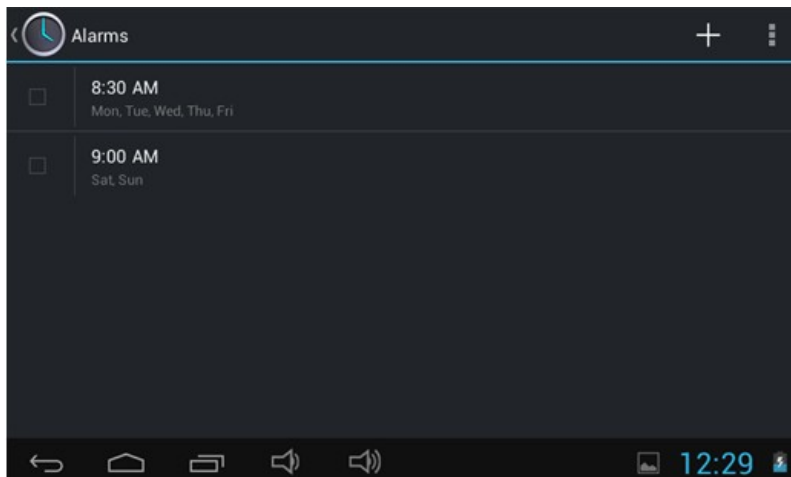 Alarms
8:30 AM
Mon, Tue, Wed, Thu, Fri
9:00 AM
Sat, Sun
12:29